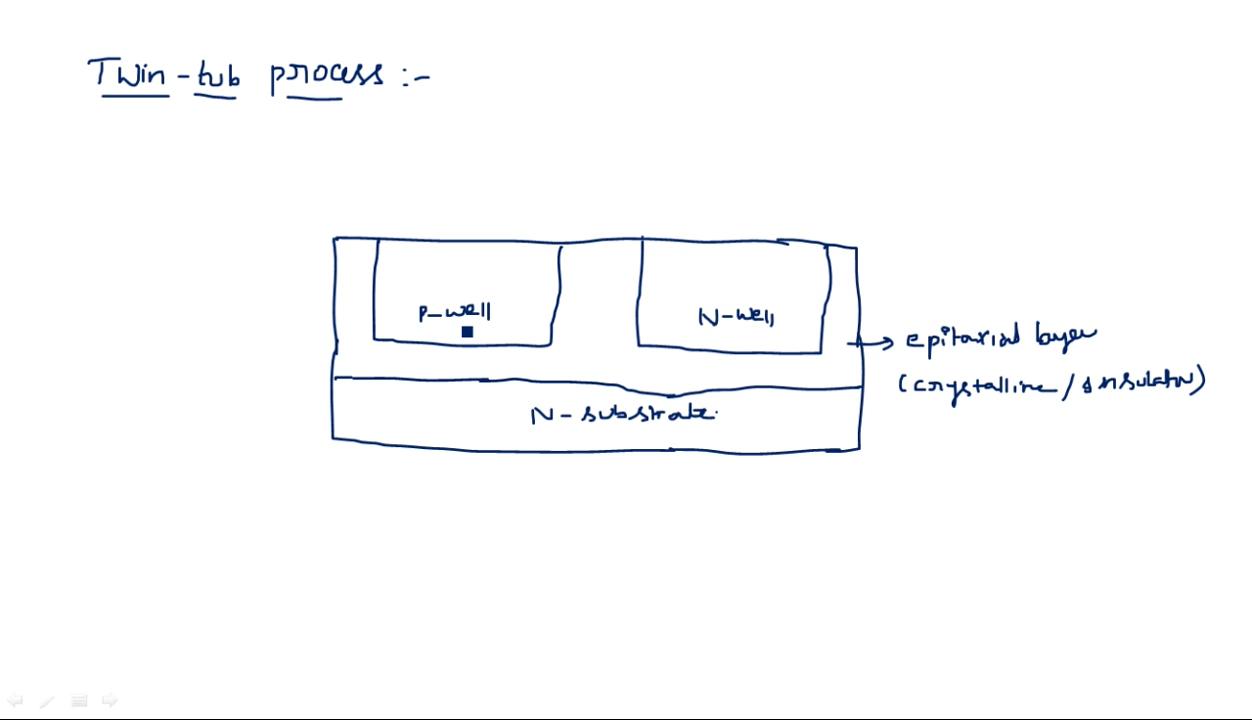 Twin-tub process :-
P-well
N-well
epitaxial layer
(crystalline / insulator)
N-substrate